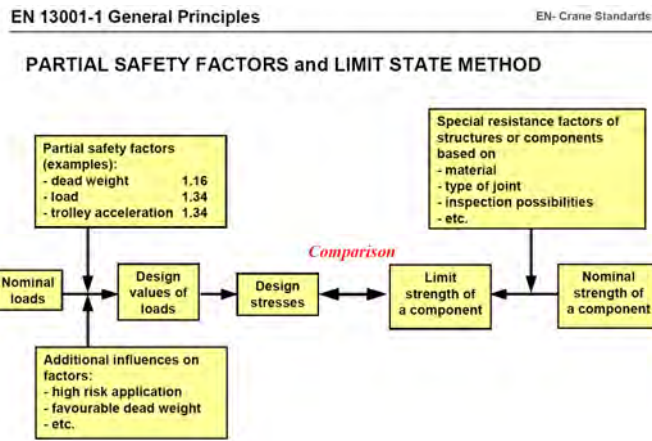 EN 13001-1 General Principles
EN- Crane Standards
PARTIAL SAFETY FACTORS and LIMIT STATE METHOD
Partial safety factors
(examples):
- dead weight 1.16
- load 1.34
- trolley acceleration 1.34
Special resistance factors of
structures or components
based on
- material
- type of joint
- inspection possibilities
- etc.
Comparison
Nominal
loads
Design
values of
loads
Design
stresses
Limit
strength of
a component
Nominal
strength of
a component
Additional influences on
factors:
- high risk application
- favourable dead weight
- etc.